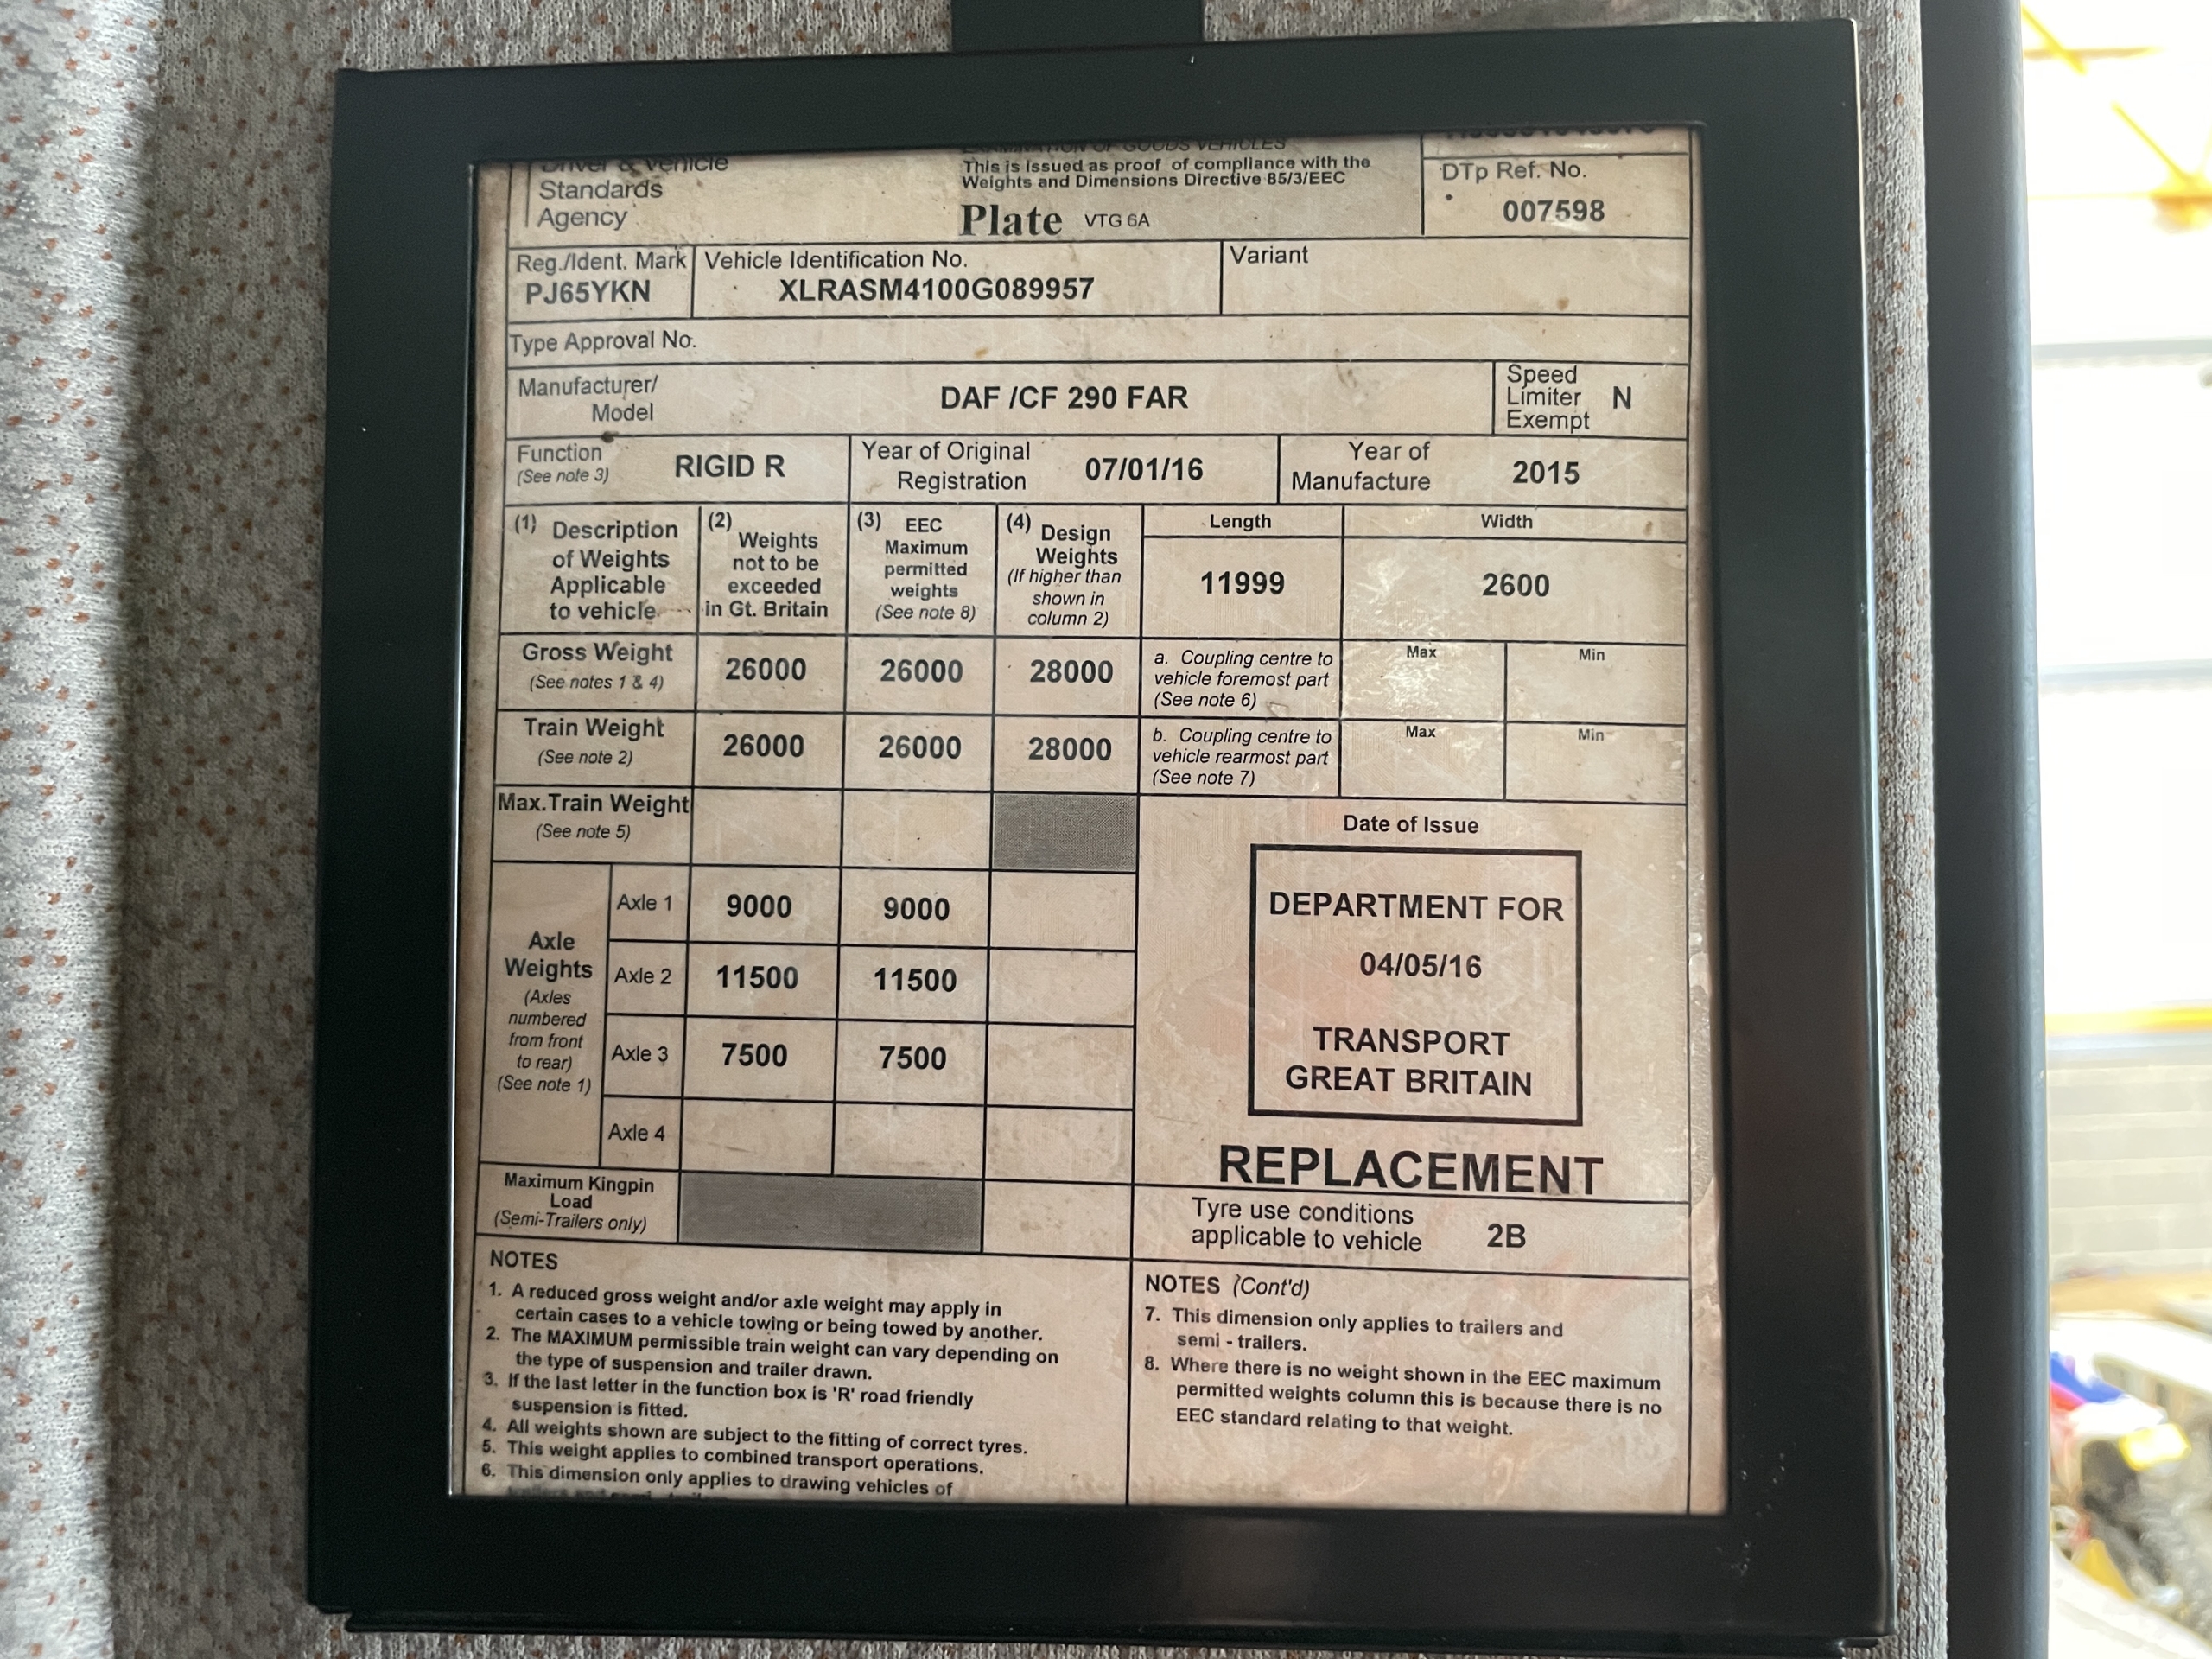 Driver & Vehicle
Standards
Agency
EXAMINATION OF GOODS VEHICLES
This is issued as proof of compliance with the
Weights and Dimensions Directive 85/3/EEC
Plate VTG 6A
DTp Ref. No.
007598
Reg./Ident. Mark
PJ65YKN
Vehicle Identification No.
XLRASM4100G089957
Variant
Type Approval No.
Manufacturer/
Model
DAF /CF 290 FAR
Speed
Limiter
Exempt
N
Function
(See note 3)
RIGID R
Year of Original
Registration
07/01/16
Year of
Manufacture
2015
(1) Description
of Weights
Applicable
to vehicle
(2) Weights
not to be
exceeded
in Gt. Britain
(3) EEC
Maximum
permitted
weights
(See note 8)
(4) Design
Weights
(If higher than
shown in
column 2)
Length
11999
Width
2600
Gross Weight
(See notes 1 & 4)
26000
26000
28000
a. Coupling centre to
vehicle foremost part
(See note 6)
Max
Min
Train Weight
(See note 2)
26000
26000
28000
b. Coupling centre to
vehicle rearmost part
(See note 7)
Max
Min
Max.Train Weight
(See note 5)
Axle
Weights
(Axles
numbered
from front
to rear)
(See note 1)
Axle 1
9000
9000
Axle 2
11500
11500
Axle 3
7500
7500
Axle 4
Maximum Kingpin
Load
(Semi-Trailers only)
Date of Issue
DEPARTMENT FOR
04/05/16
TRANSPORT
GREAT BRITAIN
REPLACEMENT
Tyre use conditions
applicable to vehicle
2B
NOTES
1. A reduced gross weight and/or axle weight may apply in
certain cases to a vehicle towing or being towed by another.
2. The MAXIMUM permissible train weight can vary depending on
the type of suspension and trailer drawn.
3. If the last letter in the function box is 'R' road friendly
suspension is fitted.
4. All weights shown are subject to the fitting of correct tyres.
5. This weight applies to combined transport operations.
6. This dimension only applies to drawing vehicles of
NOTES (Cont'd)
7. This dimension only applies to trailers and
semi - trailers.
8. Where there is no weight shown in the EEC maximum
permitted weights column this is because there is no
EEC standard relating to that weight.